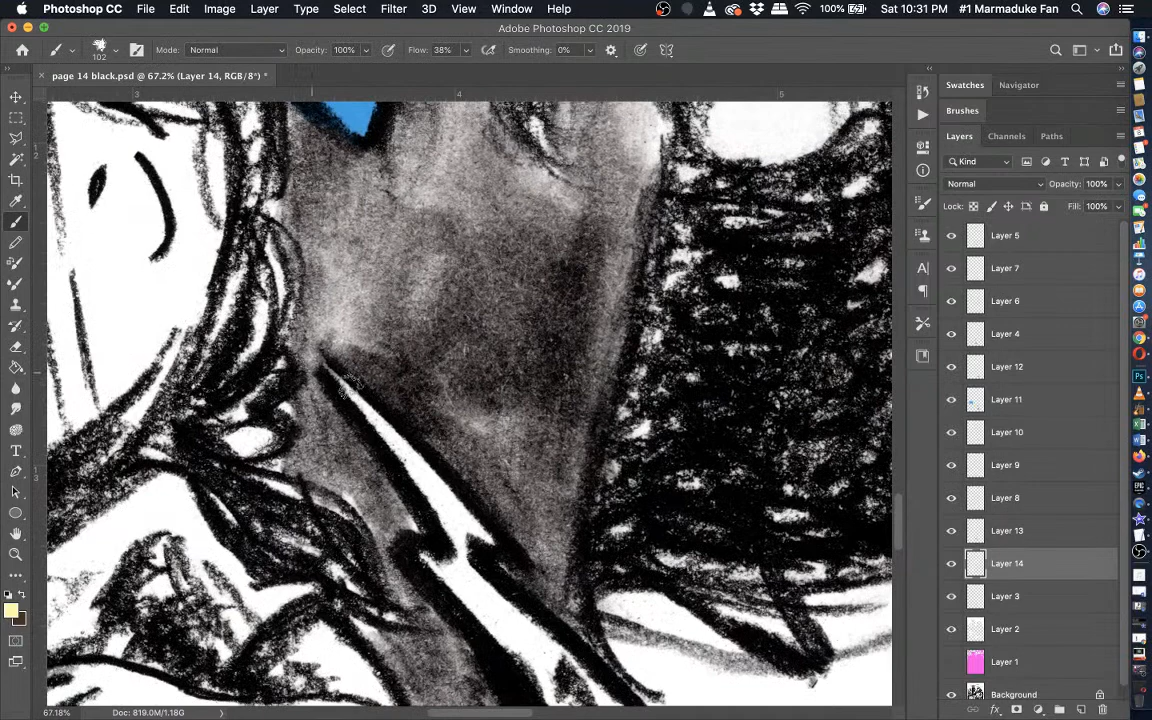 Photoshop CC File Edit Image Layer Type Select Filter 3D View Window Help 100% Sat 10:31 PM #1 Marmaduke Fan
Adobe Photoshop CC 2019
102 Mode: Normal Opacity: 100% Flow: 38% Smoothing: 0%
page 14 black.psd @ 67.2% (Layer 14, RGB/8*) *
3 4 5
Swatches Navigator
Brushes
Layers Channels Paths
Kind
Normal Opacity: 100%
Lock: Fill: 100%
Layer 5
Layer 7
Layer 6
Layer 4
Layer 12
Layer 11
Layer 10
Layer 9
Layer 8
Layer 13
Layer 14
Layer 3
Layer 2
Layer 1
Background
67.18% Doc: 819.0M/1.18G